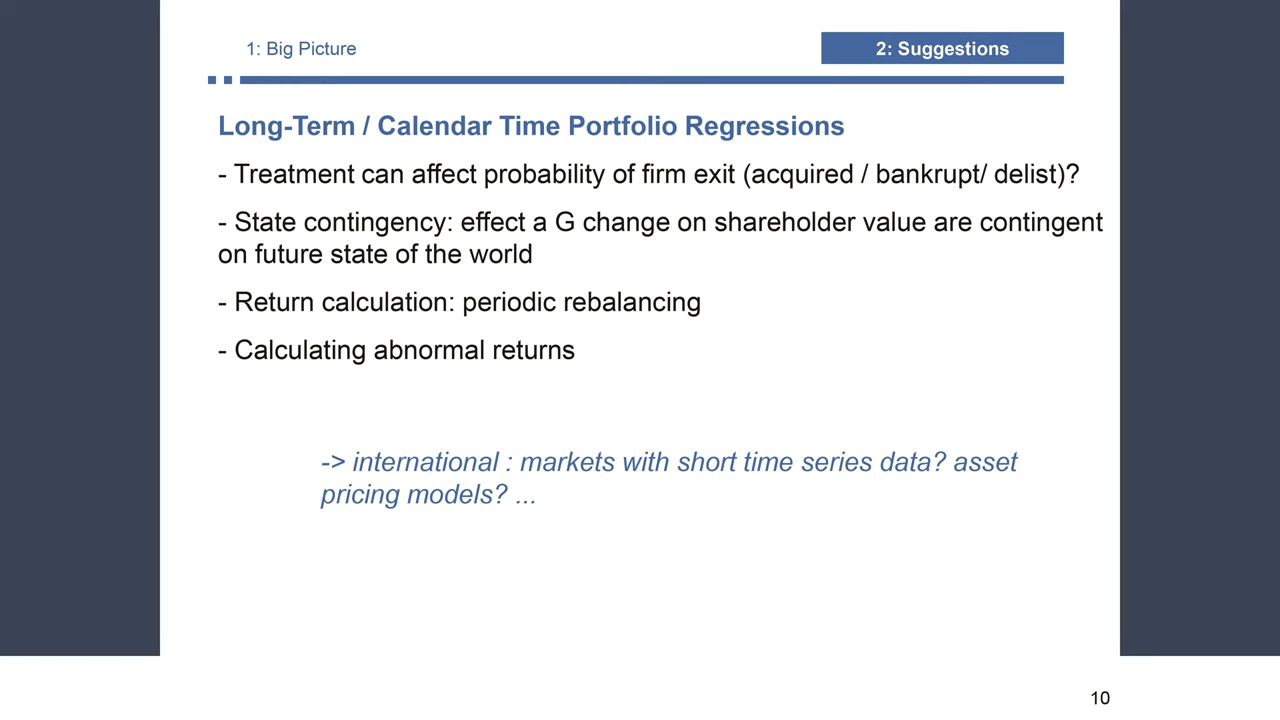 1: Big Picture
2: Suggestions
Long-Term / Calendar Time Portfolio Regressions
- Treatment can affect probability of firm exit (acquired / bankrupt/ delist)?
- State contingency: effect a G change on shareholder value are contingent
on future state of the world
- Return calculation: periodic rebalancing
- Calculating abnormal returns
-> international : markets with short time series data? asset
pricing models? ...
10